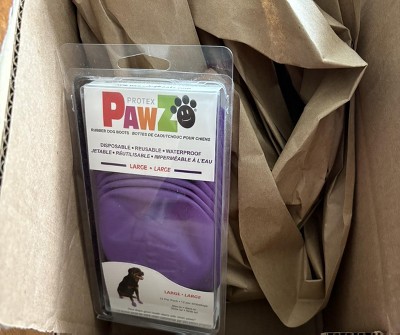 PROTEX
PAWZ
RUBBER DOG BOOTS BOTTES DE CAOUTCHOUC POUR CHIENS
DISPOSABLE • REUSABLE • WATERPROOF
JETABLE • RÉUTILISABLE • IMPERMÉABLE À L'EAU
LARGE • LARGE
LARGE • LARGE